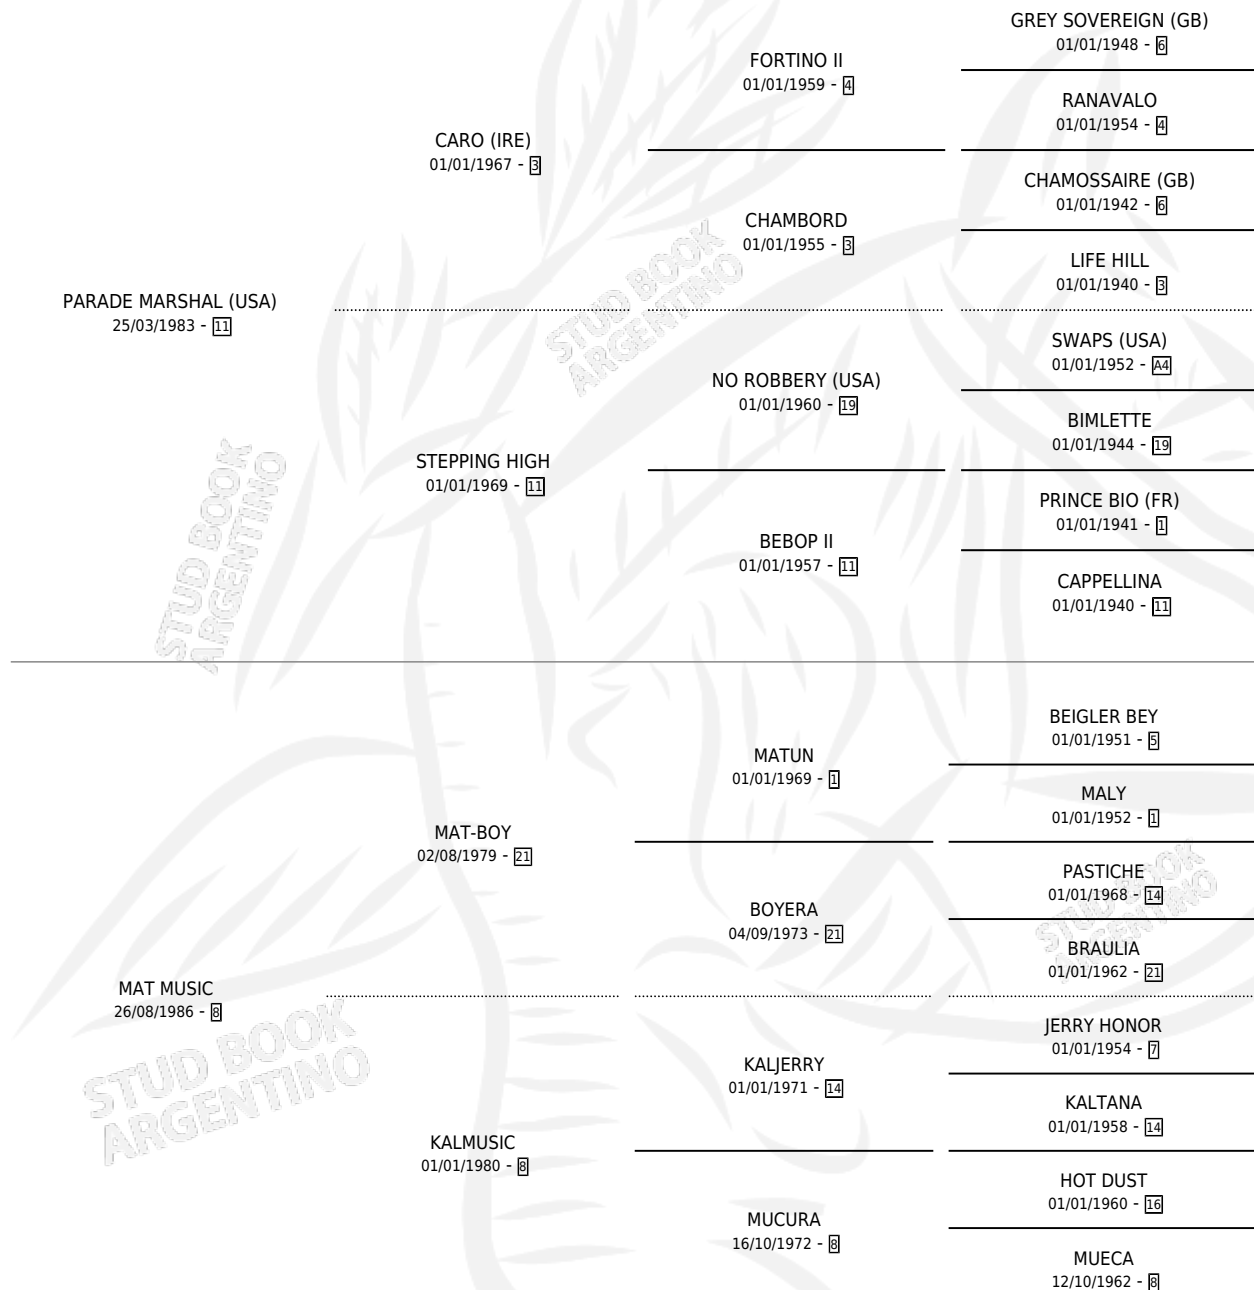 GREY SOVEREIGN (GB)
01/01/1948 - 6
FORTINO II
01/01/1959 - 4
RANAVALO
01/01/1954 - 4
CARO (IRE)
01/01/1967 - 3
CHAMOSSAIRE (GB)
01/01/1942 - 6
CHAMBORD
01/01/1955 - 3
LIFE HILL
01/01/1940 - 3
PARADE MARSHAL (USA)
25/03/1983 - 11
SWAPS (USA)
01/01/1952 - A4
NO ROBBERY (USA)
01/01/1960 - 19
BIMLETTE
01/01/1944 - 19
STEPPING HIGH
01/01/1969 - 11
PRINCE BIO (FR)
01/01/1941 - 1
BEBOP II
01/01/1957 - 11
CAPPELLINA
01/01/1940 - 11
BEIGLER BEY
01/01/1951 - 5
MATUN
01/01/1969 - 1
MALY
01/01/1952 - 1
MAT-BOY
02/08/1979 - 21
PASTICHE
01/01/1968 - 14
BOYERA
04/09/1973 - 21
BRAULIA
01/01/1962 - 21
MAT MUSIC
26/08/1986 - 8
JERRY HONOR
01/01/1954 - 7
KALJERRY
01/01/1971 - 14
KALTANA
01/01/1958 - 14
KALMUSIC
01/01/1980 - 8
HOT DUST
01/01/1960 - 16
MUCURA
16/10/1972 - 8
MUECA
12/10/1962 - 8
STUD BOOK
ARGENTINO
STUD BOOK
ARGENTINO
STUD BOOK
ARGENTINO
STUD BOOK
ARGENTINO